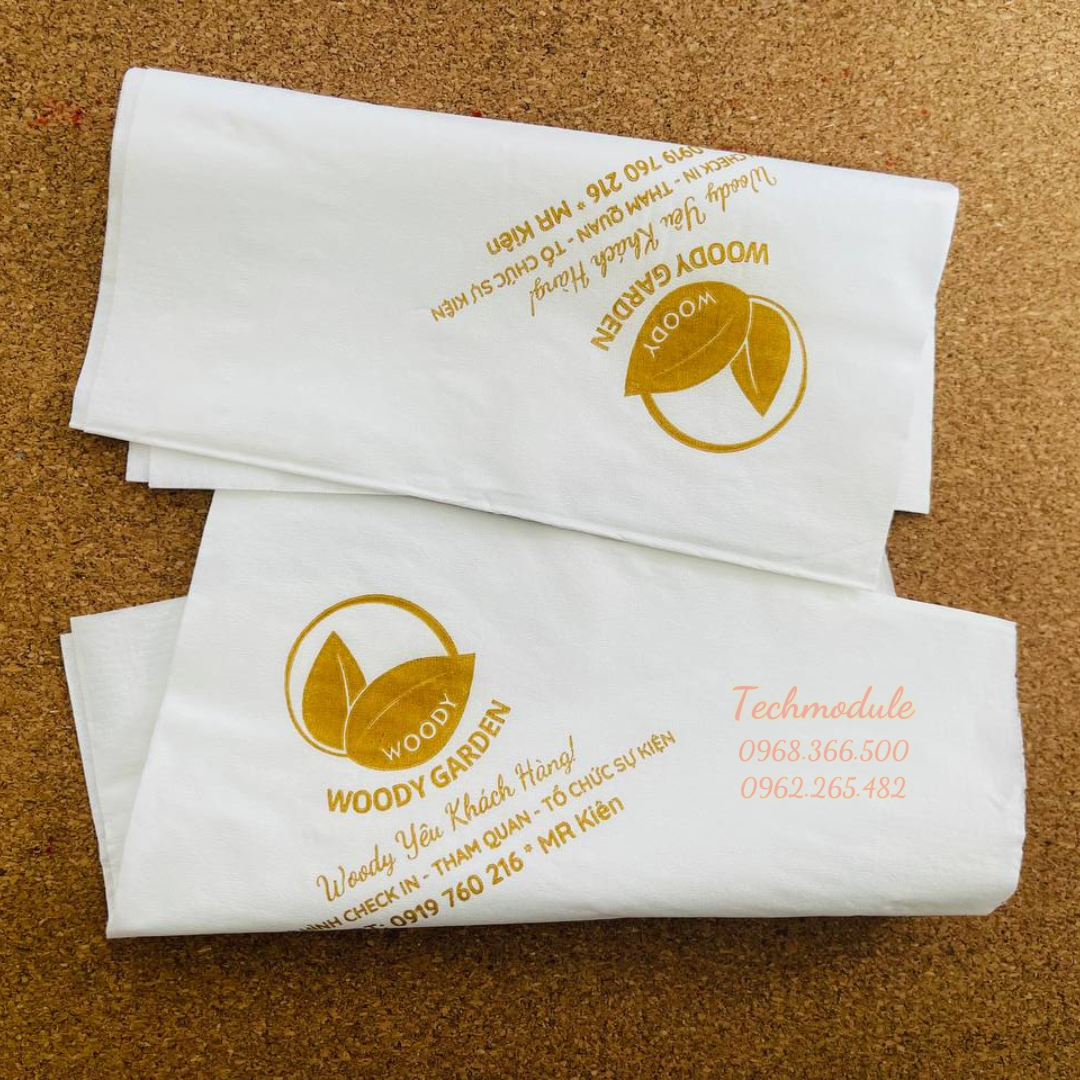 0919 760 216 * MR Kiên
CHECK IN - THAM QUAN - TỔ CHỨC SỰ KIỆN
Woody Yêu Khách Hàng!
WOODY GARDEN
WOODY
WOODY
WOODY GARDEN
Woody Yêu Khách Hàng!
CHECK IN - THAM QUAN - TỔ CHỨC SỰ KIỆN
T: 0919 760 216 * MR Kiên
Techmodule
0968.366.500
0962.265.482